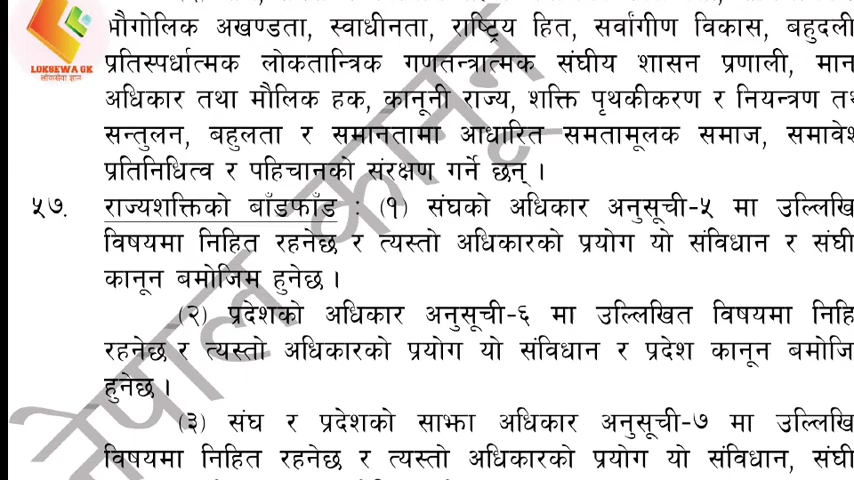 LOKSEWA GK
लोकसेवा ज्ञान
भौगोलिक अखण्डता, स्वाधीनता, राष्ट्रिय हित, सर्वांगीण विकास, बहुदली
प्रतिस्पर्धात्मक लोकतान्त्रिक गणतन्त्रात्मक संघीय शासन प्रणाली, मान
अधिकार तथा मौलिक हक, कानूनी राज्य, शक्ति पृथकीकरण र नियन्त्रण तथ
सन्तुलन, बहुलता र समानतामा आधारित समतामूलक समाज, समावेश
प्रतिनिधित्व र पहिचानको संरक्षण गर्ने छन् ।
५७. राज्यशक्तिको बाँडफाँड : (१) संघको अधिकार अनुसूची-५ मा उल्लिखि
विषयमा निहित रहनेछ र त्यस्तो अधिकारको प्रयोग यो संविधान र संघी
कानून बमोजिम हुनेछ ।
(२) प्रदेशको अधिकार अनुसूची-६ मा उल्लिखित विषयमा निहि
रहनेछ र त्यस्तो अधिकारको प्रयोग यो संविधान र प्रदेश कानून बमोजि
हुनेछ ।
(३) संघ र प्रदेशको साझा अधिकार अनुसूची-७ मा उल्लिखि
विषयमा निहित रहनेछ र त्यस्तो अधिकारको प्रयोग यो संविधान, संघी
नेपाल कानून